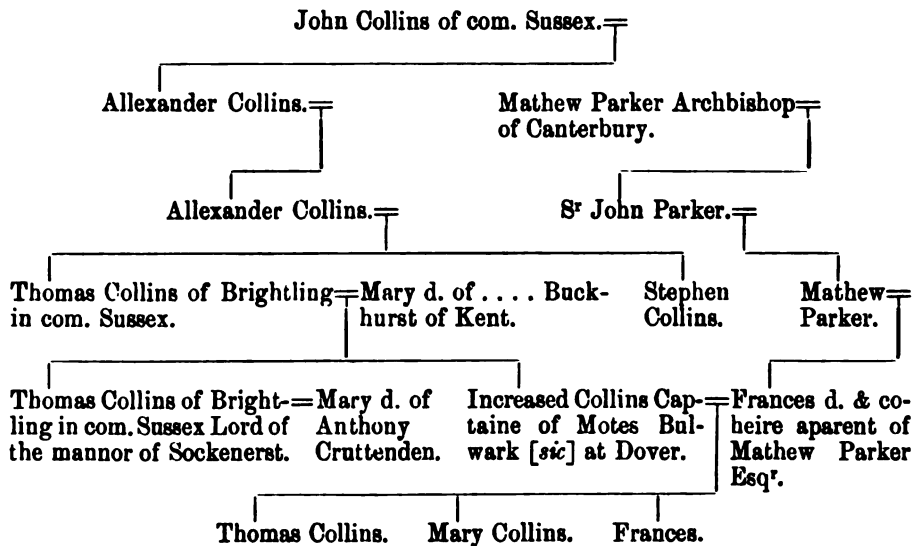 John Collins of com. Sussex.=
Allexander Collins.=
Mathew Parker Archbishop=
of Canterbury.
Allexander Collins.=
Sʳ John Parker.=
Thomas Collins of Brightling=
in com. Sussex.
Mary d. of . . . . Buck-
hurst of Kent.
Stephen
Collins.
Mathew=
Parker.
Thomas Collins of Bright-=
ling in com. Sussex Lord of
the mannor of Sockenerst.
Mary d. of
Anthony
Cruttenden.
Increased Collins Cap-=
taine of Motes Bul-
wark [sic] at Dover.
Frances d. & co-
heire aparent of
Mathew Parker
Esqʳ.
Thomas Collins.
Mary Collins.
Frances.